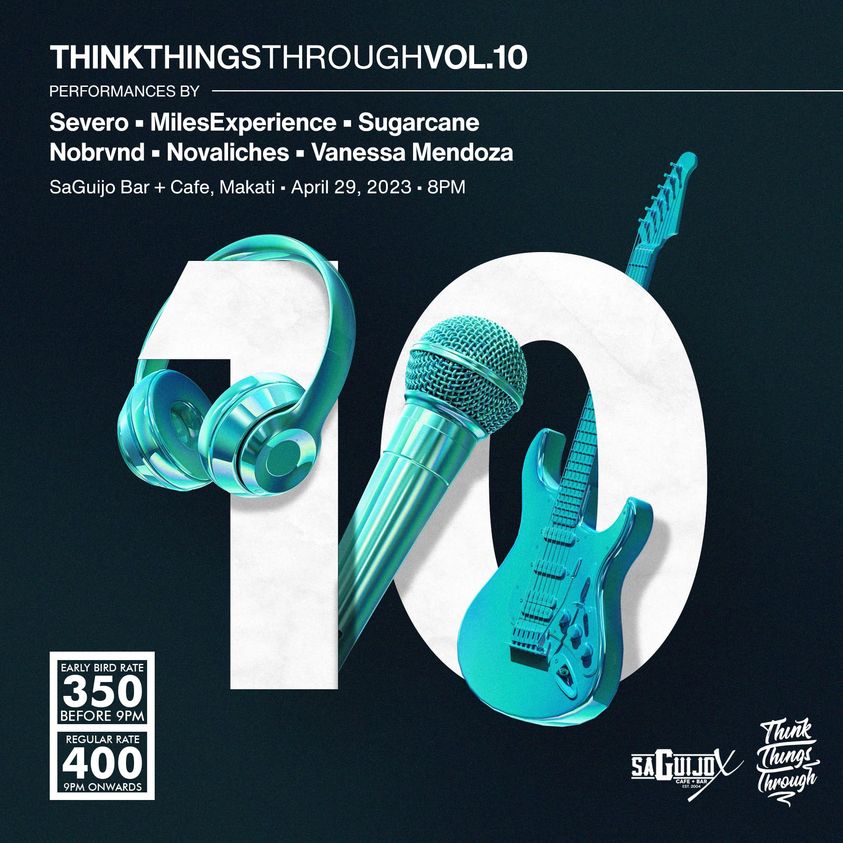 THINKTHINGSTHROUGHVOL.10
PERFORMANCES BY
Severo ▪ MilesExperience ▪ Sugarcane
Nobrvnd ▪ Novaliches ▪ Vanessa Mendoza
SaGuijo Bar + Cafe, Makati ▪ April 29, 2023 ▪ 8PM
10
EARLY BIRD RATE
350
BEFORE 9PM
REGULAR RATE
400
9PM ONWARDS
SAGUIJO
CAFE + BAR
EST. 2004
Think
Things
Through